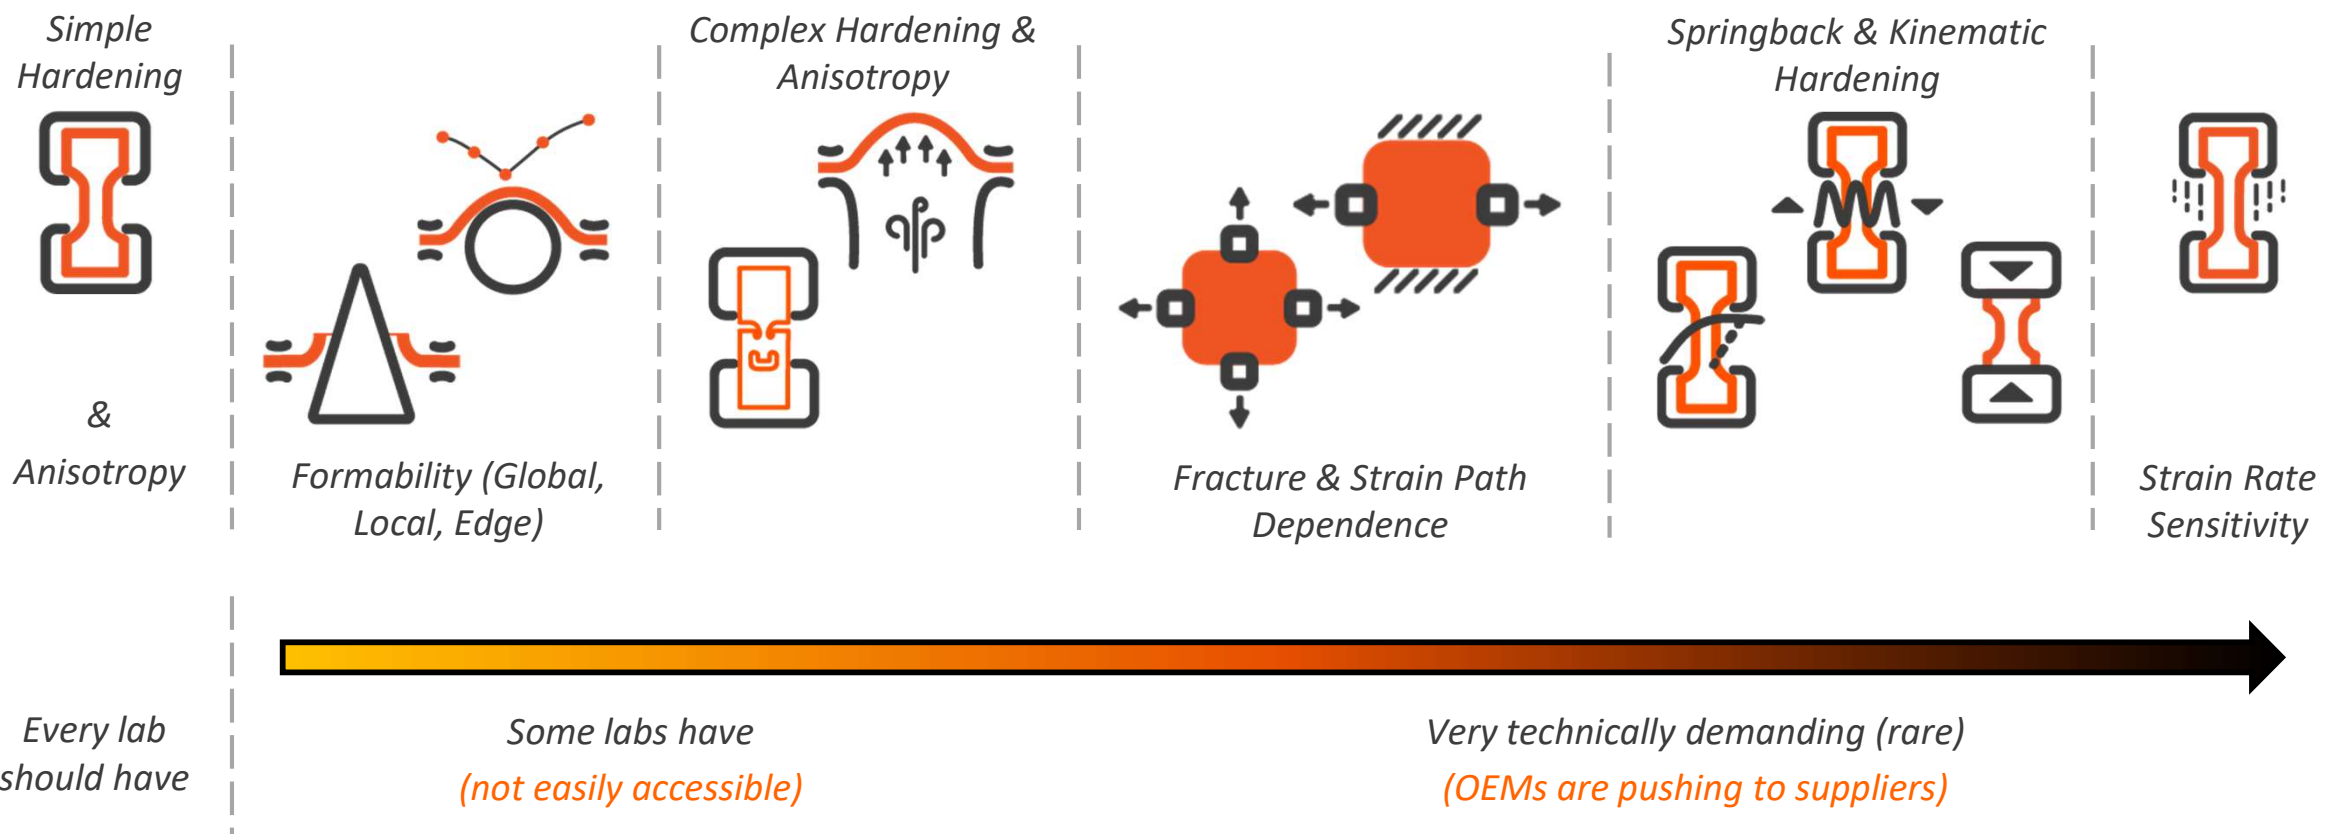 Simple
Hardening
&
Anisotropy
Formability (Global,
Local, Edge)
Complex Hardening &
Anisotropy
Fracture & Strain Path
Dependence
Springback & Kinematic
Hardening
Strain Rate
Sensitivity
Every lab
should have
Some labs have
(not easily accessible)
Very technically demanding (rare)
(OEMs are pushing to suppliers)